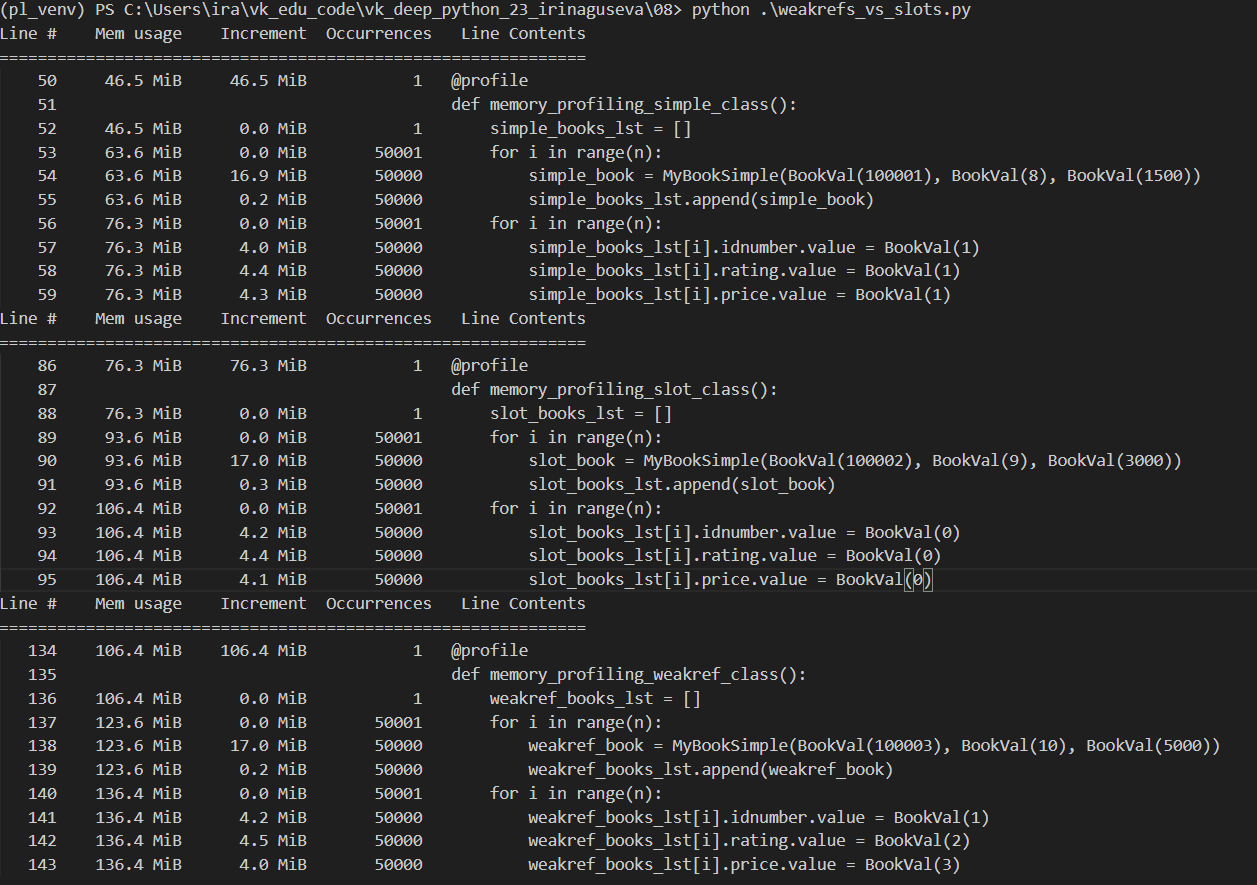 (pl_venv) PS C:\Users\ira\vk_edu_code\vk_deep_python_23_irinaguseva\08> python .\weakrefs_vs_slots.py
Line #    Mem usage    Increment  Occurrences   Line Contents
=============================================================
    50     46.5 MiB     46.5 MiB           1   @profile
    51                                         def memory_profiling_simple_class():
    52     46.5 MiB      0.0 MiB           1       simple_books_lst = []
    53     63.6 MiB      0.0 MiB       50001       for i in range(n):
    54     63.6 MiB     16.9 MiB       50000           simple_book = MyBookSimple(BookVal(100001), BookVal(8), BookVal(1500))
    55     63.6 MiB      0.2 MiB       50000           simple_books_lst.append(simple_book)
    56     76.3 MiB      0.0 MiB       50001       for i in range(n):
    57     76.3 MiB      4.0 MiB       50000           simple_books_lst[i].idnumber.value = BookVal(1)
    58     76.3 MiB      4.4 MiB       50000           simple_books_lst[i].rating.value = BookVal(1)
    59     76.3 MiB      4.3 MiB       50000           simple_books_lst[i].price.value = BookVal(1)
Line #    Mem usage    Increment  Occurrences   Line Contents
=============================================================
    86     76.3 MiB     76.3 MiB           1   @profile
    87                                         def memory_profiling_slot_class():
    88     76.3 MiB      0.0 MiB           1       slot_books_lst = []
    89     93.6 MiB      0.0 MiB       50001       for i in range(n):
    90     93.6 MiB     17.0 MiB       50000           slot_book = MyBookSimple(BookVal(100002), BookVal(9), BookVal(3000))
    91     93.6 MiB      0.3 MiB       50000           slot_books_lst.append(slot_book)
    92    106.4 MiB      0.0 MiB       50001       for i in range(n):
    93    106.4 MiB      4.2 MiB       50000           slot_books_lst[i].idnumber.value = BookVal(0)
    94    106.4 MiB      4.4 MiB       50000           slot_books_lst[i].rating.value = BookVal(0)
    95    106.4 MiB      4.1 MiB       50000           slot_books_lst[i].price.value = BookVal(0)
Line #    Mem usage    Increment  Occurrences   Line Contents
=============================================================
   134    106.4 MiB    106.4 MiB           1   @profile
   135                                         def memory_profiling_weakref_class():
   136    106.4 MiB      0.0 MiB           1       weakref_books_lst = []
   137    123.6 MiB      0.0 MiB       50001       for i in range(n):
   138    123.6 MiB     17.0 MiB       50000           weakref_book = MyBookSimple(BookVal(100003), BookVal(10), BookVal(5000))
   139    123.6 MiB      0.2 MiB       50000           weakref_books_lst.append(weakref_book)
   140    136.4 MiB      0.0 MiB       50001       for i in range(n):
   141    136.4 MiB      4.2 MiB       50000           weakref_books_lst[i].idnumber.value = BookVal(1)
   142    136.4 MiB      4.5 MiB       50000           weakref_books_lst[i].rating.value = BookVal(2)
   143    136.4 MiB      4.0 MiB       50000           weakref_books_lst[i].price.value = BookVal(3)